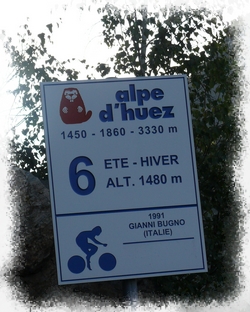 alpe
d'huez
1450 - 1860 - 3330 m
6 ETE - HIVER
ALT. 1480 m
1991
GIANNI BUGNO
(ITALIE)